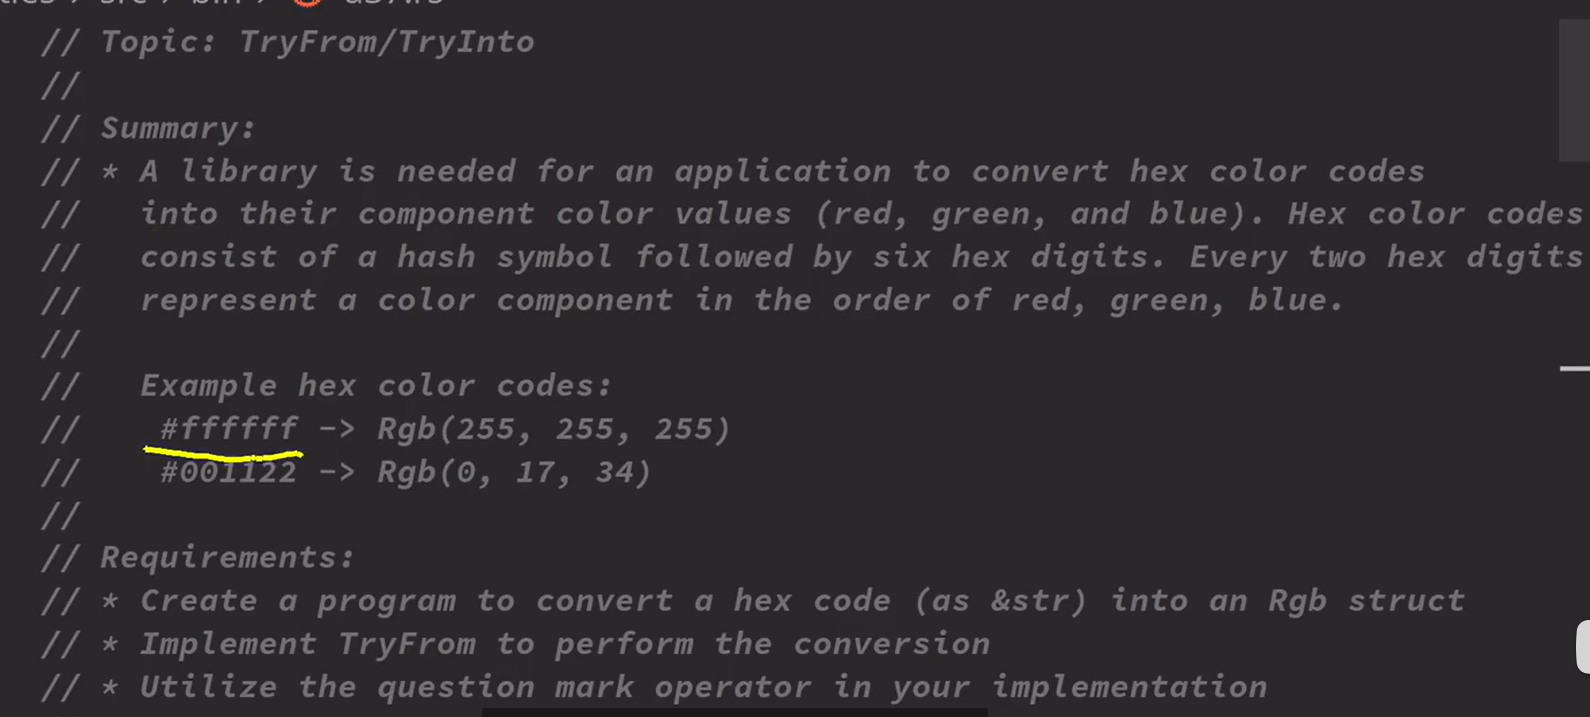 // Topic: TryFrom/TryInto
//
// Summary:
// * A library is needed for an application to convert hex color codes
// into their component color values (red, green, and blue). Hex color codes
// consist of a hash symbol followed by six hex digits. Every two hex digits
// represent a color component in the order of red, green, blue.
//
// Example hex color codes:
// #ffffff -> Rgb(255, 255, 255)
// #001122 -> Rgb(0, 17, 34)
//
// Requirements:
// * Create a program to convert a hex code (as &str) into an Rgb struct
// * Implement TryFrom to perform the conversion
// * Utilize the question mark operator in your implementation